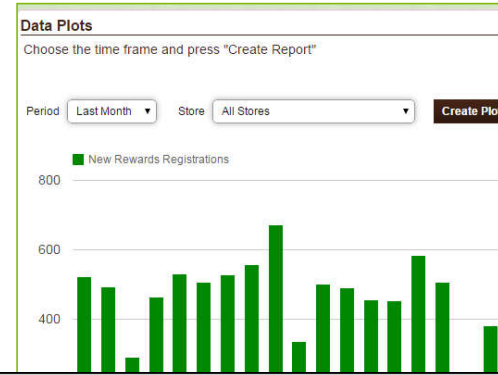 Data Plots
Choose the time frame and press "Create Report"
Period Last Month Store All Stores Create Plo
New Rewards Registrations
800
600
400